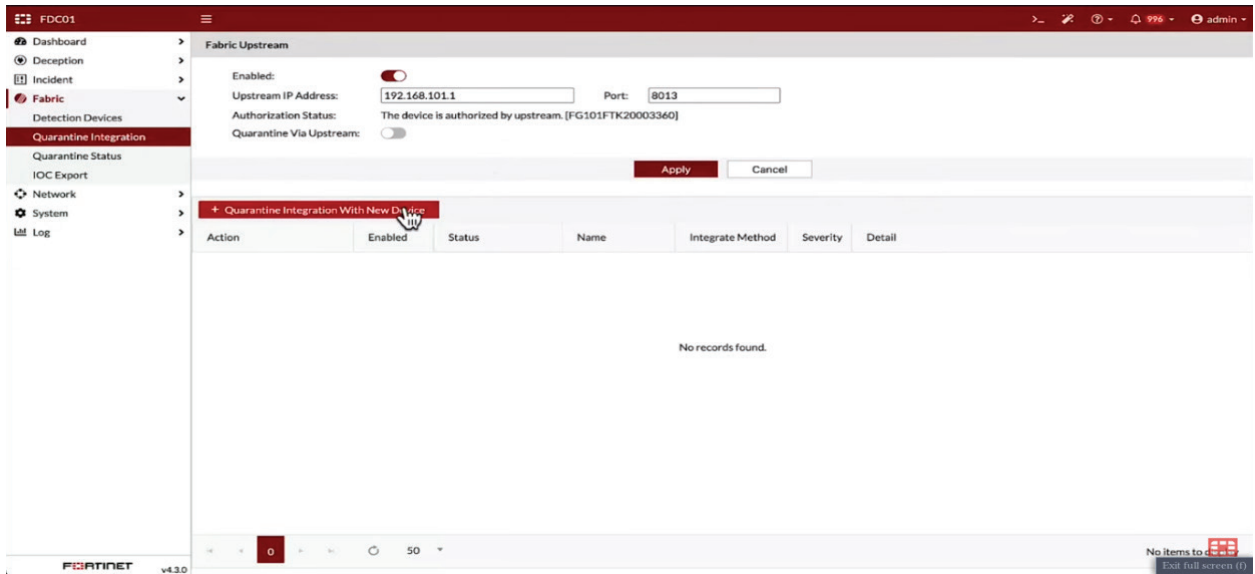 FDC01
>_ 996 admin
Dashboard
Deception
Incident
Fabric
Detection Devices
Quarantine Integration
Quarantine Status
IOC Export
Network
System
Log
Fabric Upstream
Enabled:
Upstream IP Address: 192.168.101.1 Port: 8013
Authorization Status: The device is authorized by upstream. [FG101FTK20003360]
Quarantine Via Upstream:
Apply Cancel
+ Quarantine Integration With New Device
Action Enabled Status Name Integrate Method Severity Detail
No records found.
0 50
No items to
Exit full screen (f)
FORTINET v4.3.0